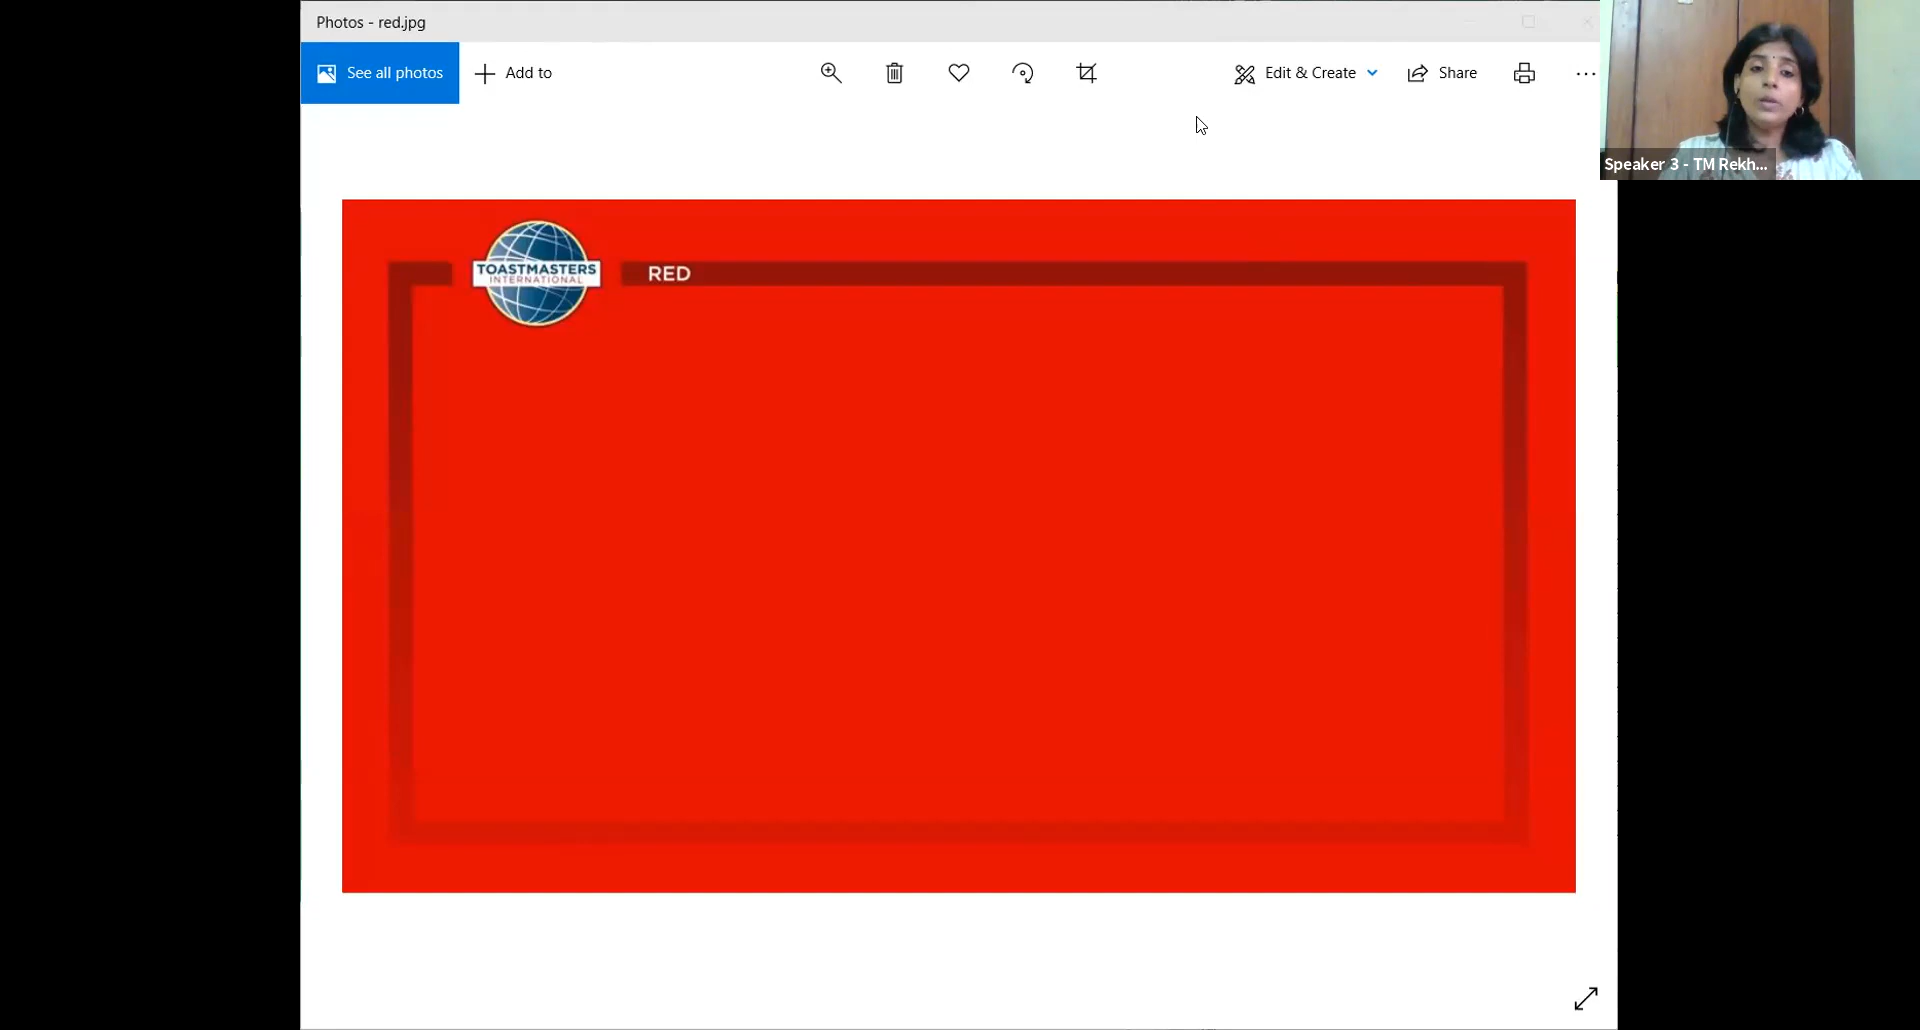 Photos - red.jpg
See all photos
Add to
Edit & Create
Share
Speaker 3 - TM Rekh...
TOASTMASTERS
INTERNATIONAL
RED